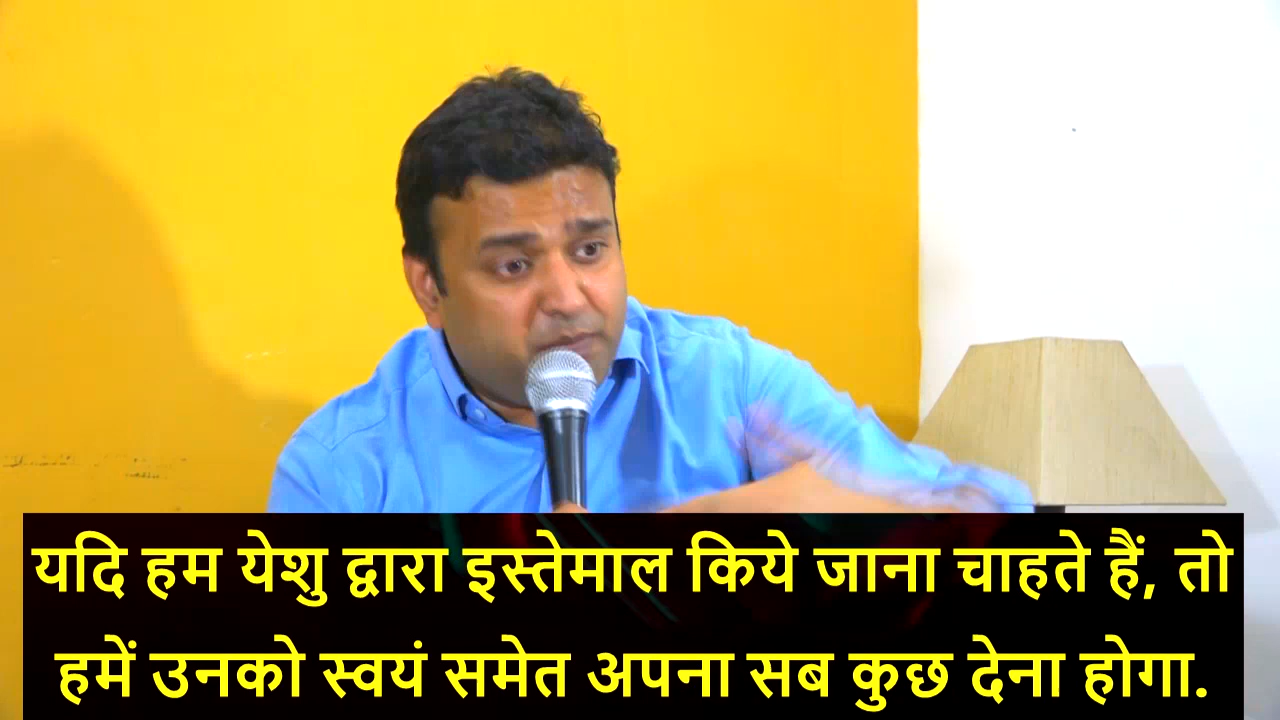 यदि हम येशु द्वारा इस्तेमाल किये जाना चाहते हैं, तो
हमें उनको स्वयं समेत अपना सब कुछ देना होगा.